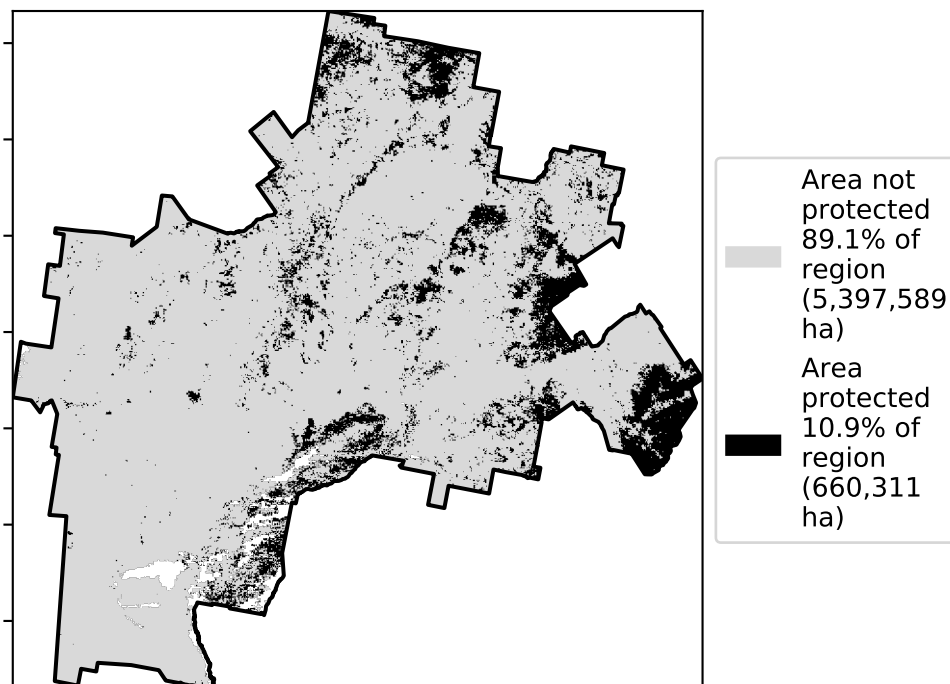 Area not
protected
89.1% of
region
(5,397,589
ha)
Area
protected
10.9% of
region
(660,311
ha)